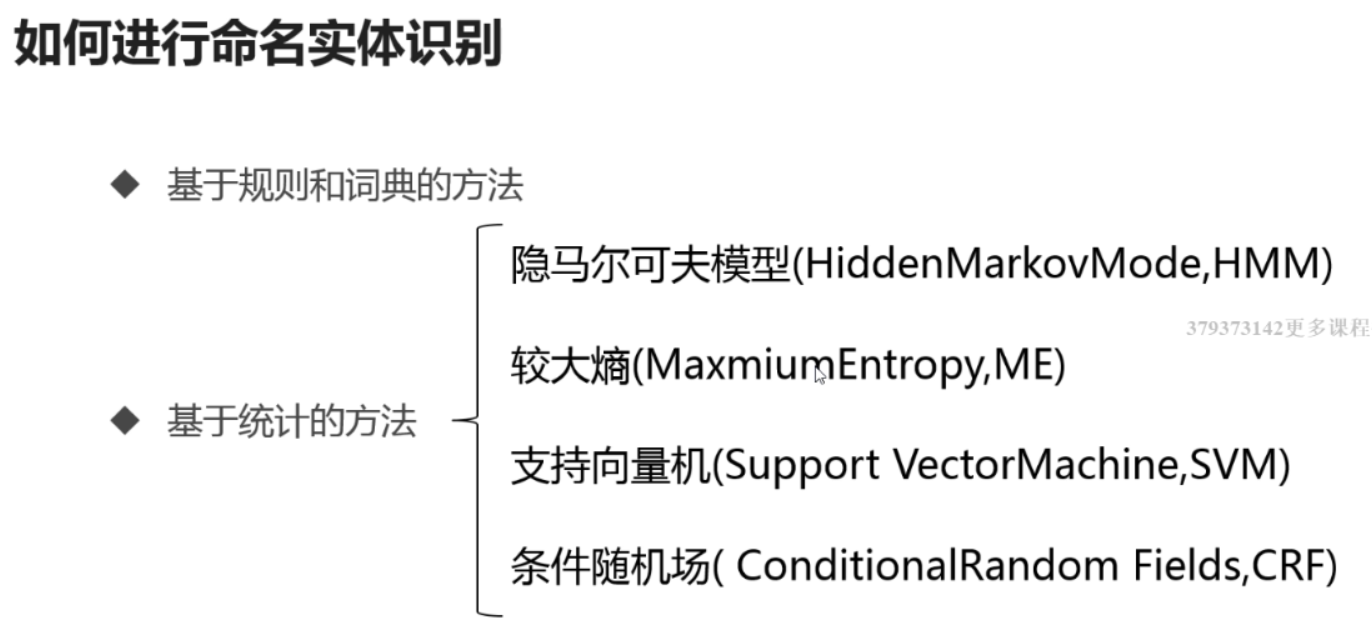 如何进行命名实体识别
◆ 基于规则和词典的方法
隐马尔可夫模型(HiddenMarkovMode,HMM)
379373142更多课程
较大熵(MaxmiumEntropy,ME)
◆ 基于统计的方法
支持向量机(Support VectorMachine,SVM)
条件随机场( ConditionalRandom Fields,CRF)